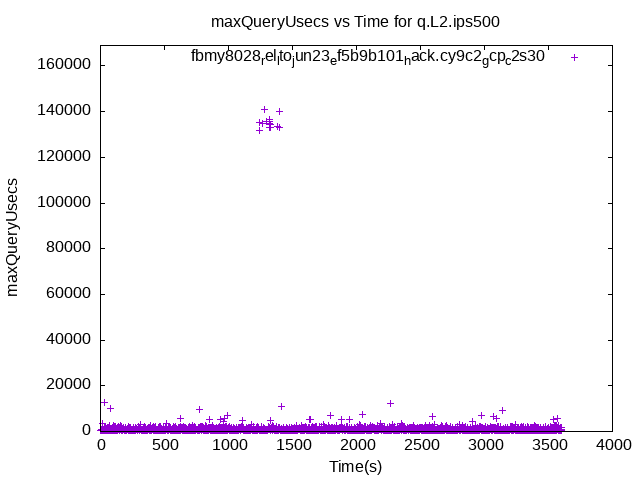 maxQueryUsecs vs Time for q.L2.ips500
fbmy8028relltojun23ef5b9b101hack.cy9c2gcpc2s30
160000
140000
120000
100000
80000
60000
40000
20000
0
maxQueryUsecs
0 500 1000 1500 2000 2500 3000 3500 4000
Time(s)